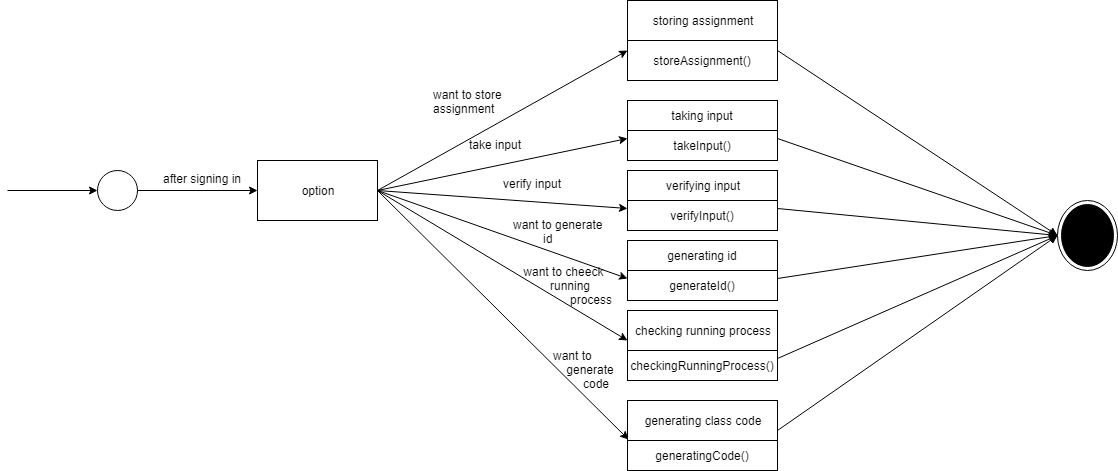 after signing in
option
want to store
assignment
take input
verify input
want to generate
id
want to cheeck
running
process
want to
generate
code
storing assignment
storeAssignment()
taking input
takeInput()
verifying input
verifyInput()
generating id
generateId()
checking running process
checkingRunningProcess()
generating class code
generatingCode()